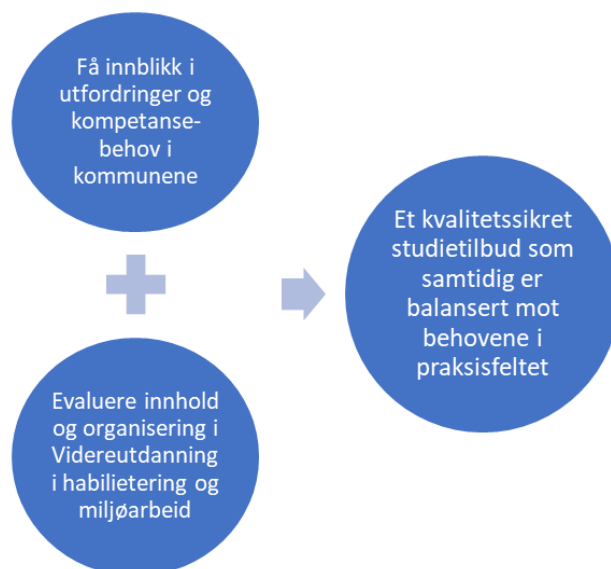 Få innblikk i
utfordringer og
kompetanse-
behov i
kommunene
Evaluere innhold
og organisering i
Videreutdanning
i habilietering og
miljøarbeid
Et kvalitetssikret
studietilbud som
samtidig er
balansert mot
behovene i
praksisfeltet